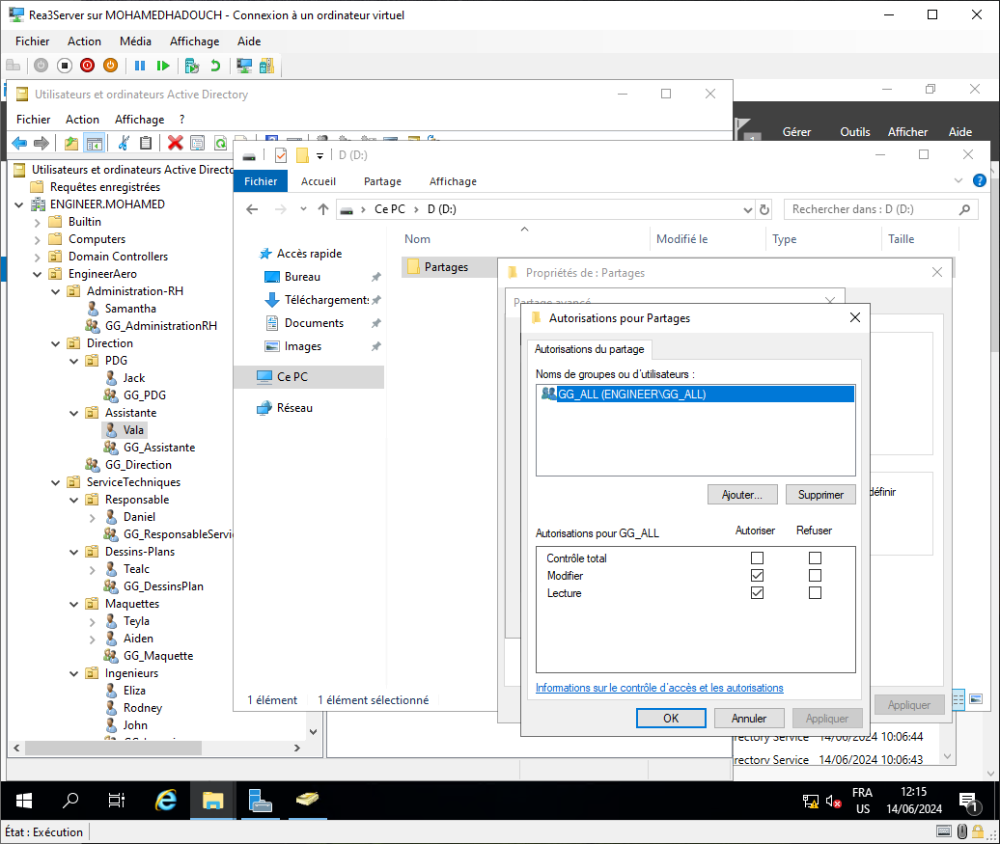 Rea3Server sur MOHAMEDHADOUCH - Connexion à un ordinateur virtuel
Fichier Action Média Affichage Aide
Utilisateurs et ordinateurs Active Directory
Fichier Action Affichage ?
Gérer Outils Afficher Aide
Utilisateurs et ordinateurs Active Directo
Requêtes enregistrées
ENGINEER.MOHAMED
Builtin
Computers
Domain Controllers
EngineerAero
Administration-RH
Samantha
GG_AdministrationRH
Direction
PDG
Jack
GG_PDG
Assistante
Vala
GG_Assistante
GG_Direction
ServiceTechniques
Responsable
Daniel
GG_ResponsableServi
Dessins-Plans
Tealc
GG_DessinsPlan
Maquettes
Teyla
Aiden
GG_Maquette
Ingenieurs
Eliza
Rodney
John
D (D:)
Fichier Accueil Partage Affichage
Ce PC D (D:)
Rechercher dans : D (D:)
Accès rapide
Bureau
Téléchargements
Documents
Images
Ce PC
Réseau
Nom Modifié le Type Taille
Partages
1 élément 1 élément sélectionné
Propriétés de : Partages
Partage avancé
définir
Appliquer
Autorisations pour Partages
Autorisations du partage
Noms de groupes ou d'utilisateurs :
GG_ALL (ENGINEER\GG_ALL)
Ajouter... Supprimer
Autorisations pour GG_ALL Autoriser Refuser
Contrôle total
Modifier
Lecture
Informations sur le contrôle d'accès et les autorisations
OK Annuler Appliquer
irectory Service 14/06/2024 10:06:44
irectory Service 14/06/2024 10:06:43
FRA
US
12:15
14/06/2024
1
État : Exécution